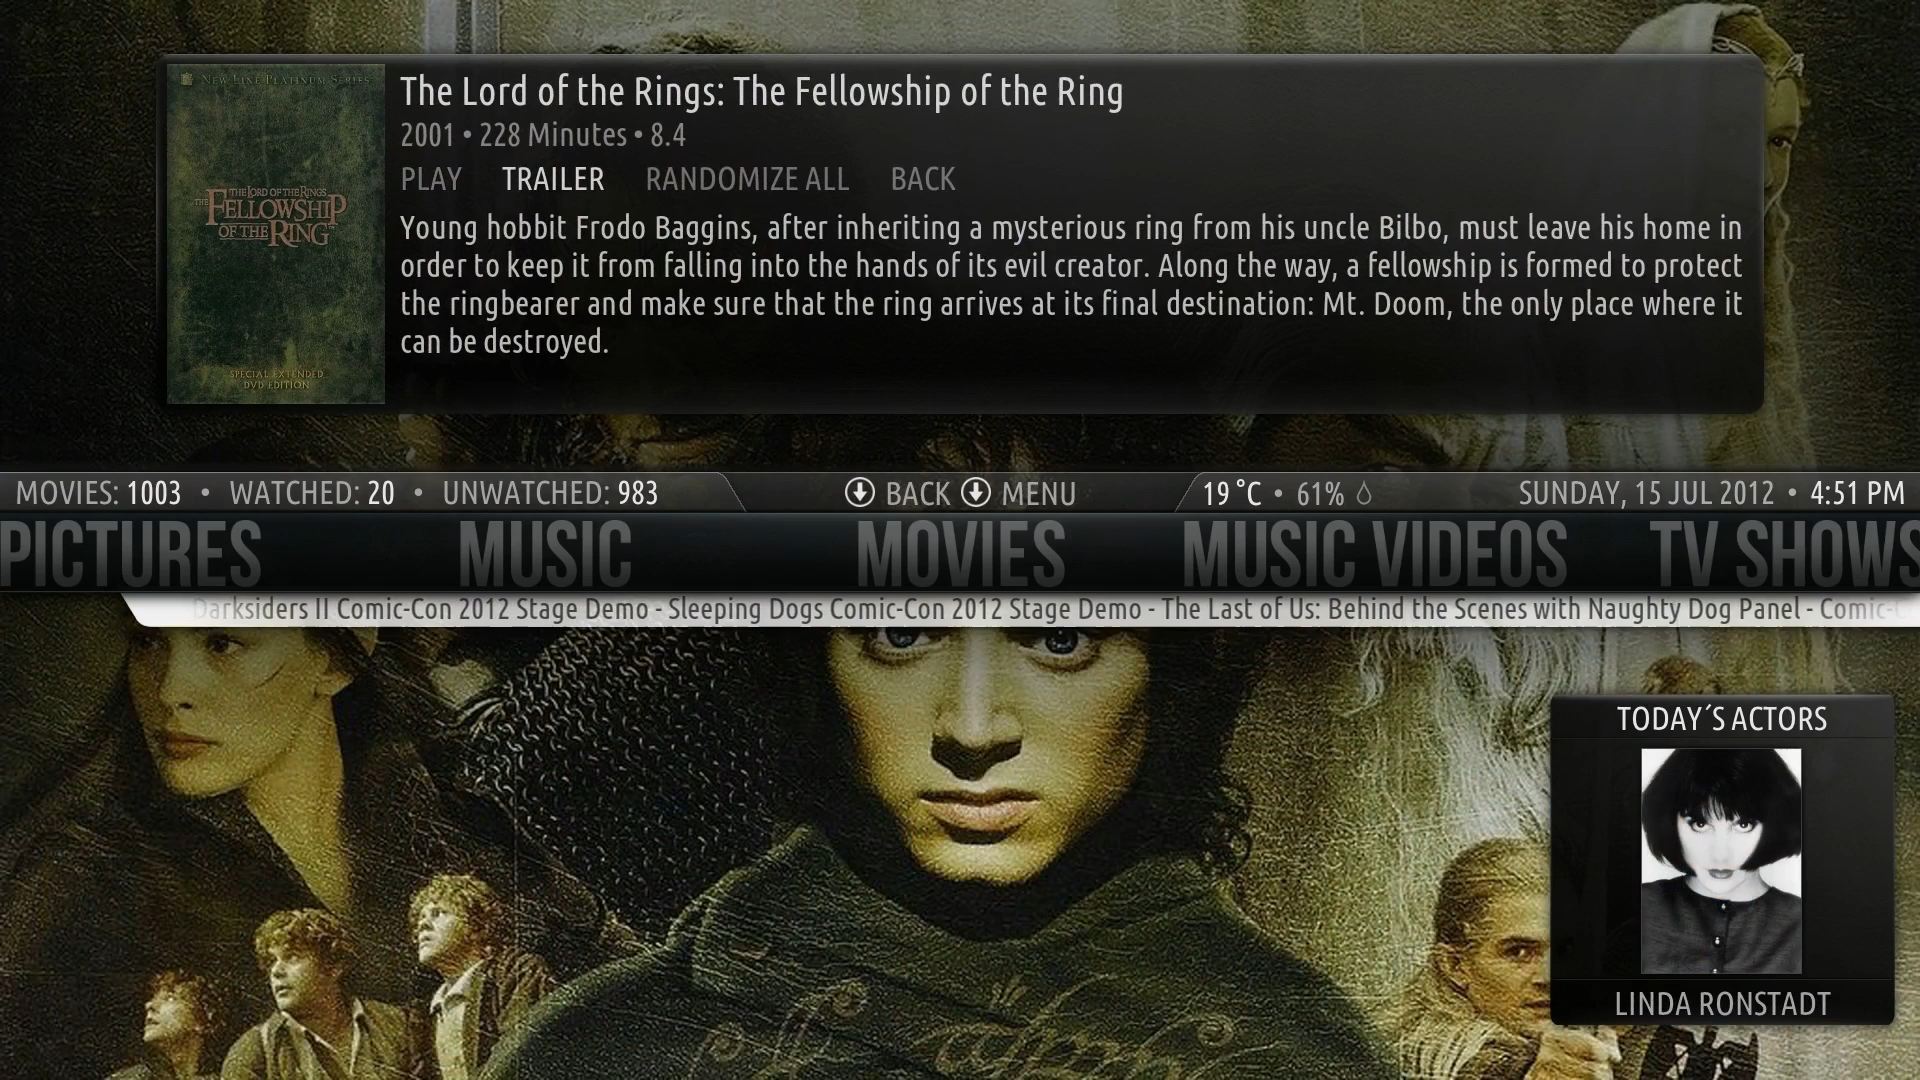 NEW LINE PLATINUM SERIES
THE LORD OF THE RINGS
THE FELLOWSHIP
OF THE RING
SPECIAL EXTENDED
DVD EDITION
The Lord of the Rings: The Fellowship of the Ring
2001 • 228 Minutes • 8.4
PLAY TRAILER RANDOMIZE ALL BACK
Young hobbit Frodo Baggins, after inheriting a mysterious ring from his uncle Bilbo, must leave his home in
order to keep it from falling into the hands of its evil creator. Along the way, a fellowship is formed to protect
the ringbearer and make sure that the ring arrives at its final destination: Mt. Doom, the only place where it
can be destroyed.
MOVIES: 1003 • WATCHED: 20 • UNWATCHED: 983 BACK MENU 19 °C • 61% SUNDAY, 15 JUL 2012 • 4:51 PM
PICTURES MUSIC MOVIES MUSIC VIDEOS TV SHOWS
Darksiders II Comic-Con 2012 Stage Demo - Sleeping Dogs Comic-Con 2012 Stage Demo - The Last of Us: Behind the Scenes with Naughty Dog Panel - Comic-
TODAY´S ACTORS
LINDA RONSTADT